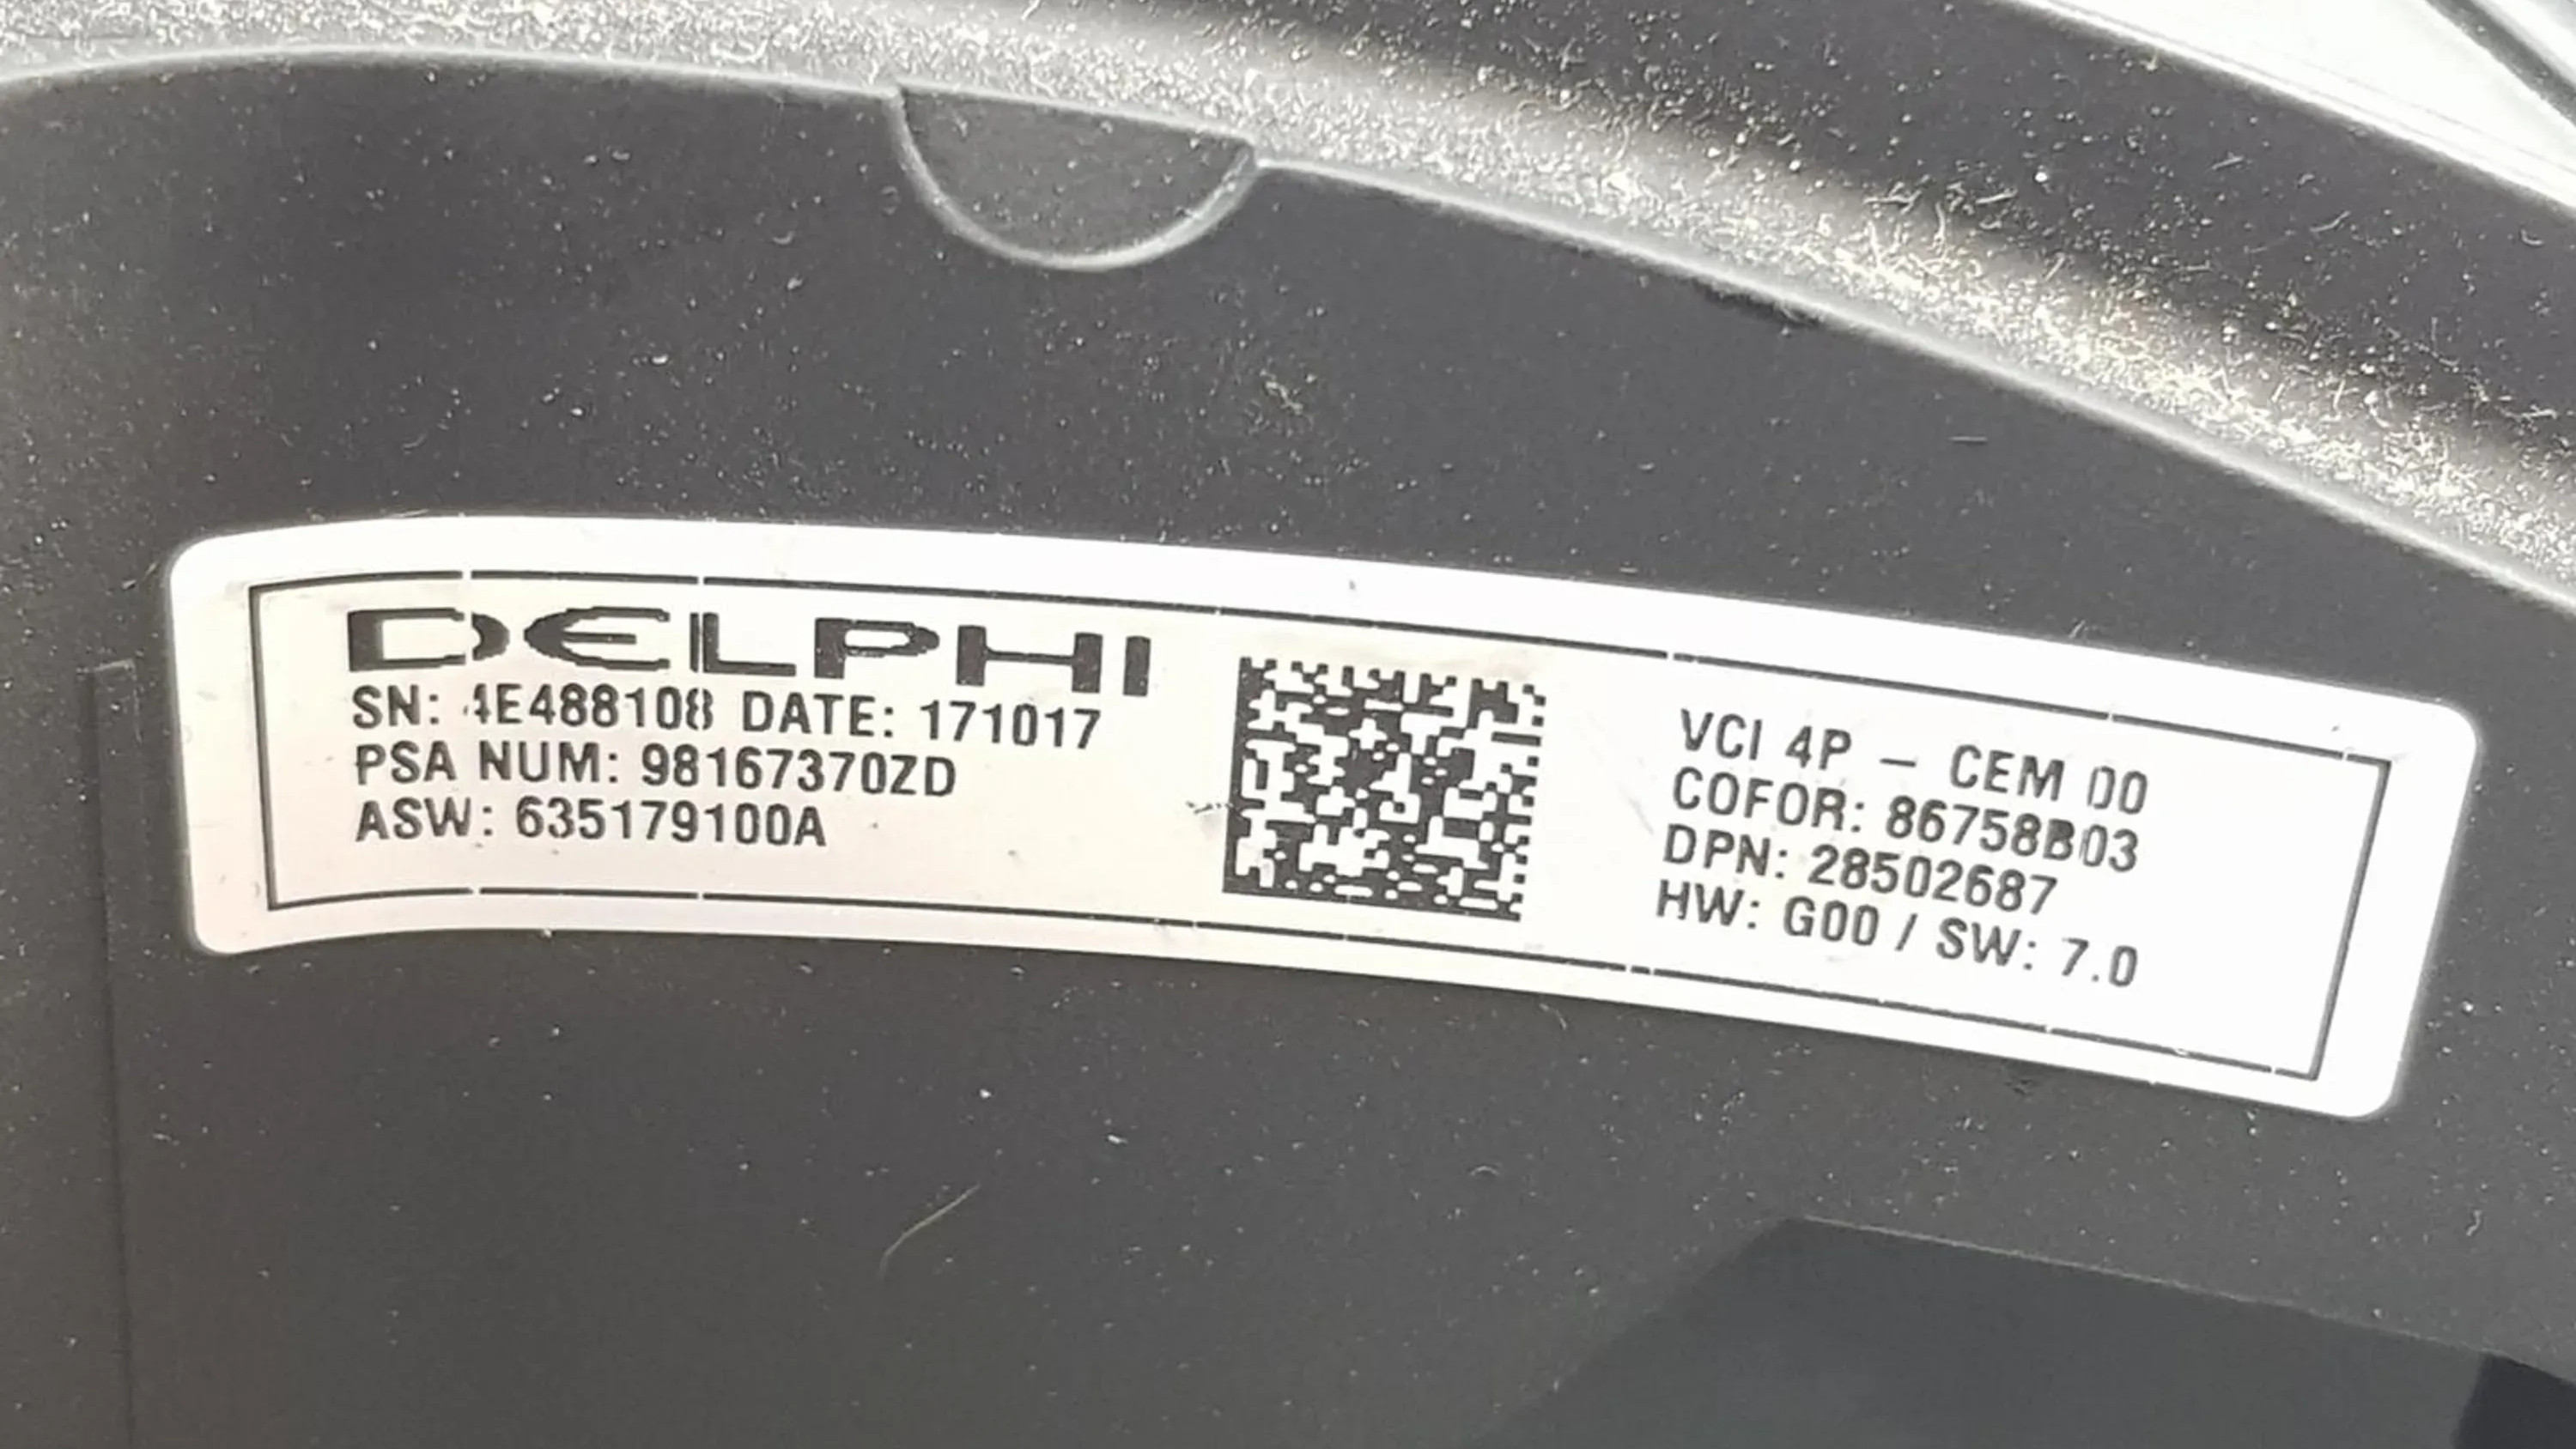 DELPHI
SN: 4E488108 DATE: 171017
PSA NUM: 98167370ZD
ASW: 635179100A
VCI 4P - CEM 00
COFOR: 86758B03
DPN: 28502687
HW: G00 / SW: 7.0